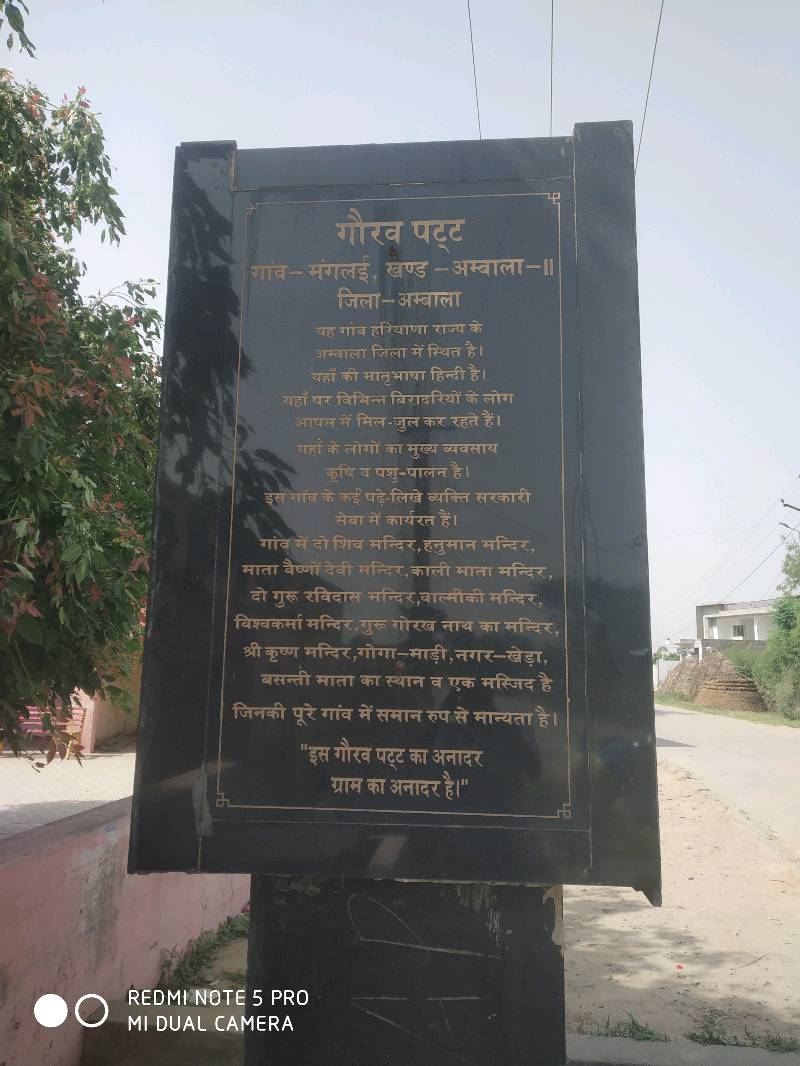 गौरव पट्ट
गांव-मंगलई, खण्ड-अम्बाला-II
जिला-अम्बाला
यह गांव हरियाणा राज्य के
अम्बाला जिला में स्थित है।
यहाँ की मातृभाषा हिन्दी है।
यहाँ पर विभिन्न बिरादरियों के लोग
आपस में मिल-जुल कर रहते हैं।
यहाँ के लोगों का मुख्य व्यवसाय
कृषि व पशु-पालन है।
इस गांव के कईं पढ़े-लिखे व्यक्ति सरकारी
सेवा में कार्यरत हैं।
गांव में दो शिव मन्दिर,हनुमान मन्दिर,
माता वैष्णों देवी मन्दिर,काली माता मन्दिर,
दो गुरू रविदास मन्दिर,वाल्मीकी मन्दिर,
विश्वकर्मा मन्दिर,गुरू गोरख नाथ का मन्दिर,
श्री कृष्ण मन्दिर,गोगा-माड़ी,नगर-खेड़ा,
बसन्ती माता का स्थान व एक मस्जिद है
जिनकी पूरे गांव में समान रुप से मान्यता है।
"इस गौरव पट्ट का अनादर
ग्राम का अनादर है।"
REDMI NOTE 5 PRO
MI DUAL CAMERA